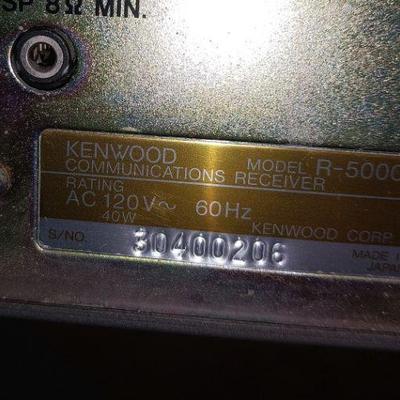 SP 8Ω MIN.
KENWOOD MODEL R-5000
COMMUNICATIONS RECEIVER
RATING
AC 120V~ 60Hz
40W KENWOOD CORP.
S/NO. 30400206 MADE IN
JAPAN